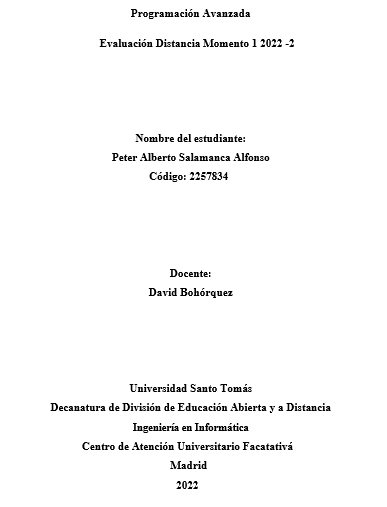 Programación Avanzada
Evaluación Distancia Momento 1 2022 -2
Nombre del estudiante:
Peter Alberto Salamanca Alfonso
Código: 2257834
Docente:
David Bohórquez
Universidad Santo Tomás
Decanatura de División de Educación Abierta y a Distancia
Ingeniería en Informática
Centro de Atención Universitario Facatativá
Madrid
2022